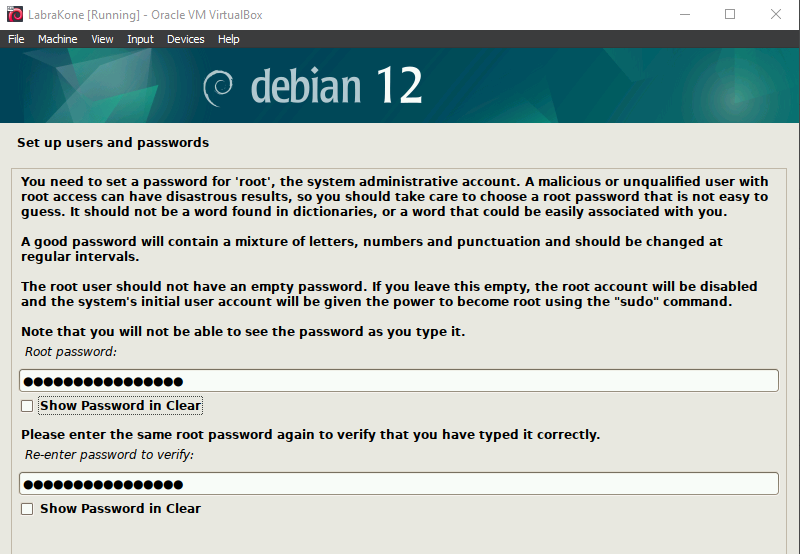 LabraKone [Running] - Oracle VM VirtualBox
File Machine View Input Devices Help
debian 12
Set up users and passwords
You need to set a password for 'root', the system administrative account. A malicious or unqualified user with
root access can have disastrous results, so you should take care to choose a root password that is not easy to
guess. It should not be a word found in dictionaries, or a word that could be easily associated with you.
A good password will contain a mixture of letters, numbers and punctuation and should be changed at
regular intervals.
The root user should not have an empty password. If you leave this empty, the root account will be disabled
and the system's initial user account will be given the power to become root using the "sudo" command.
Note that you will not be able to see the password as you type it.
Root password:
●●●●●●●●●●●●●●●●
Show Password in Clear
Please enter the same root password again to verify that you have typed it correctly.
Re-enter password to verify:
●●●●●●●●●●●●●●●●
Show Password in Clear